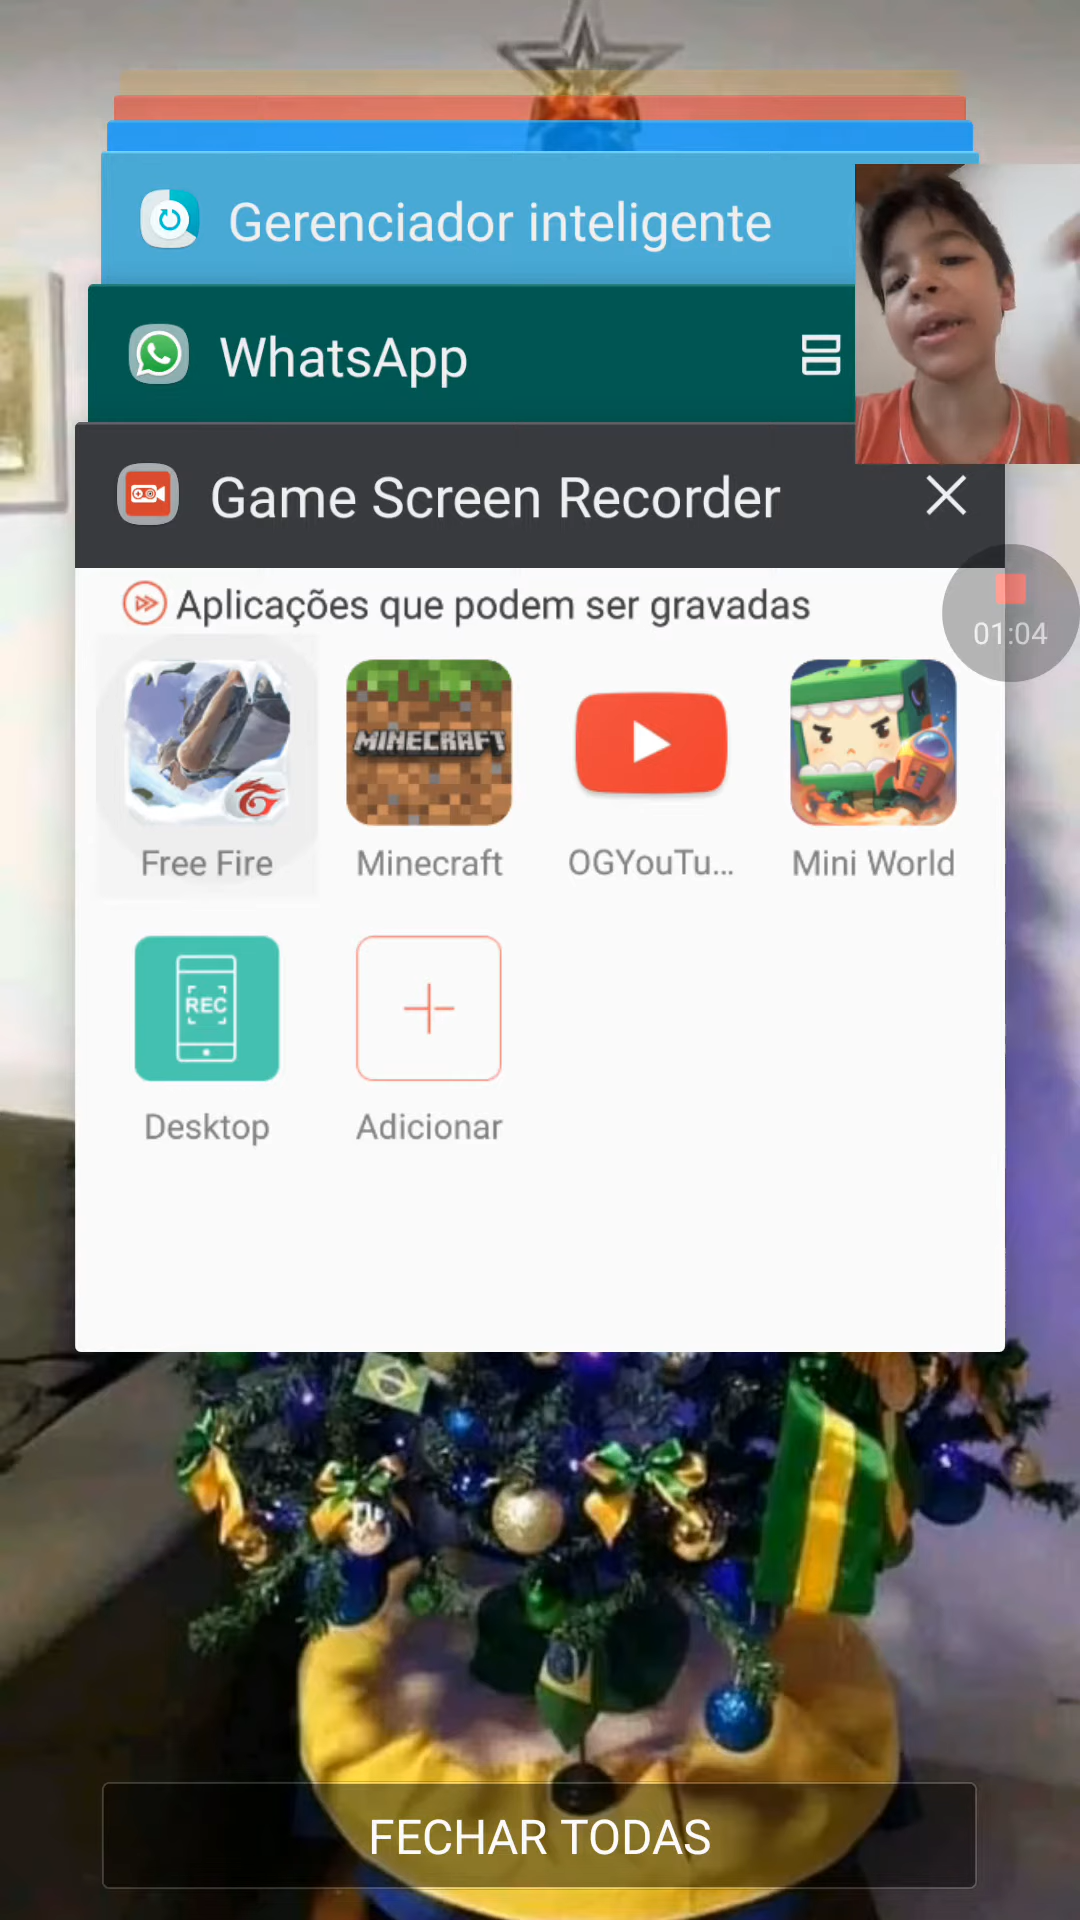 Gerenciador inteligente
WhatsApp
Game Screen Recorder
Aplicações que podem ser gravadas
01:04
MINECRAFT
Free Fire
Minecraft
OGYouTu...
Mini World
REC
Desktop
Adicionar
FECHAR TODAS